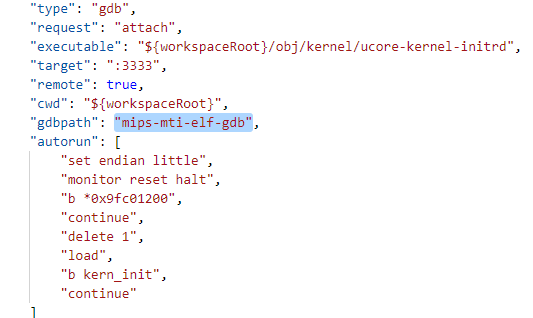 "type": "gdb",
"request": "attach",
"executable": "${workspaceRoot}/obj/kernel/ucore-kernel-initrd",
"target": ":3333",
"remote": true,
"cwd": "${workspaceRoot}",
"gdbpath": "mips-mti-elf-gdb",
"autorun": [
"set endian little",
"monitor reset halt",
"b *0x9fc01200",
"continue",
"delete 1",
"load",
"b kern_init",
"continue"
]